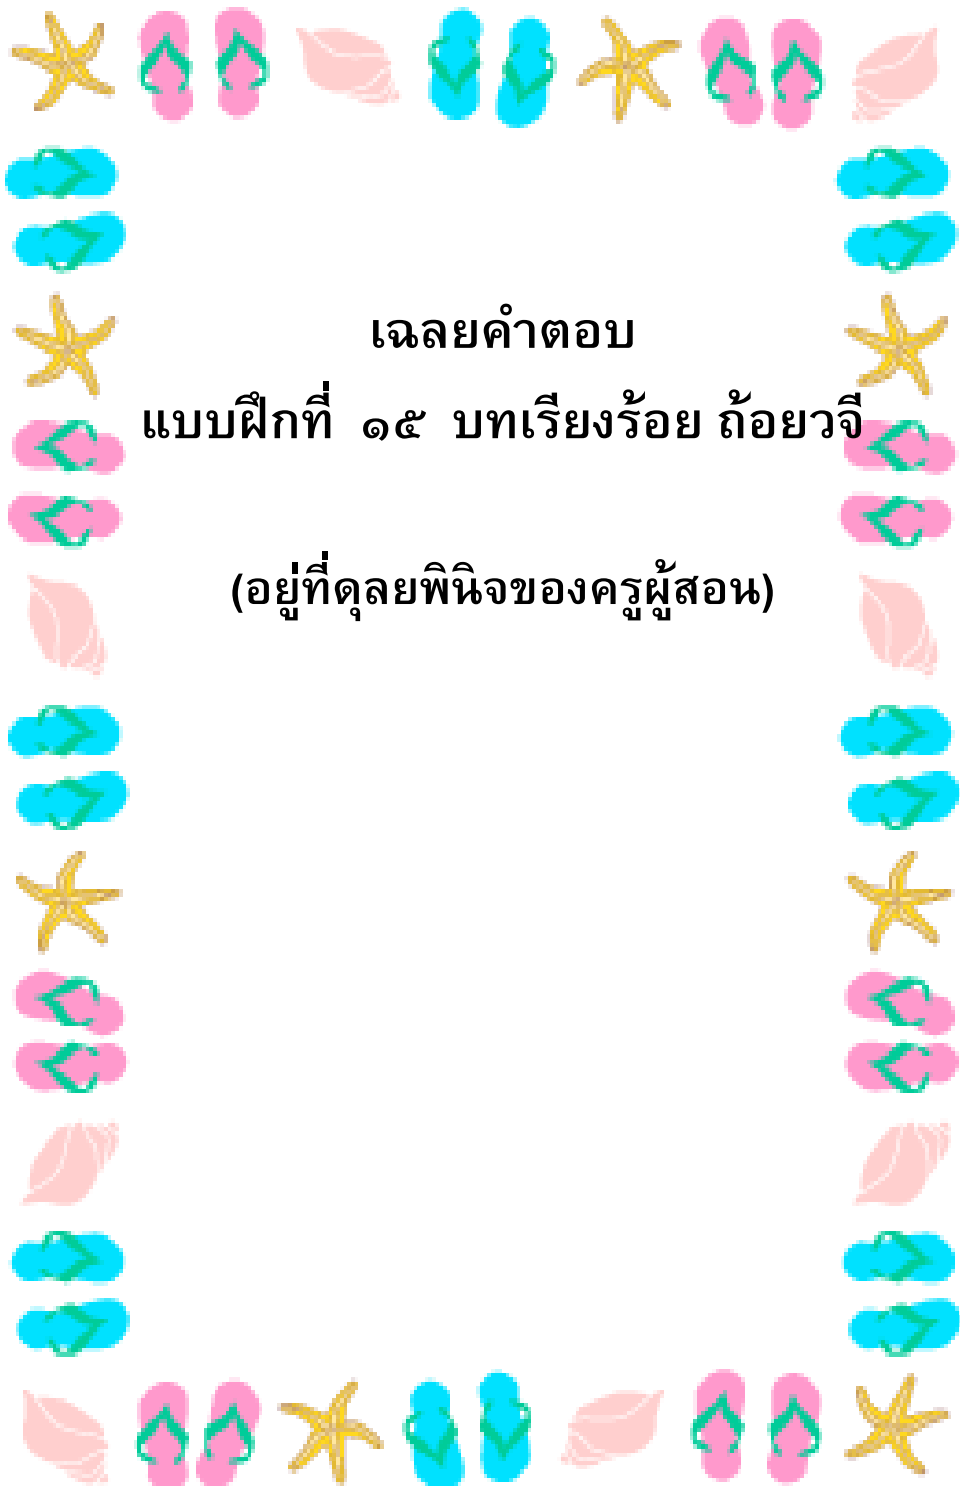 เฉลยคำตอบ
แบบฝึกที่ ๑๕ บทเรียงร้อย ถ้อยวจี
(อยู่ที่ดุลยพินิจของครูผู้สอน)